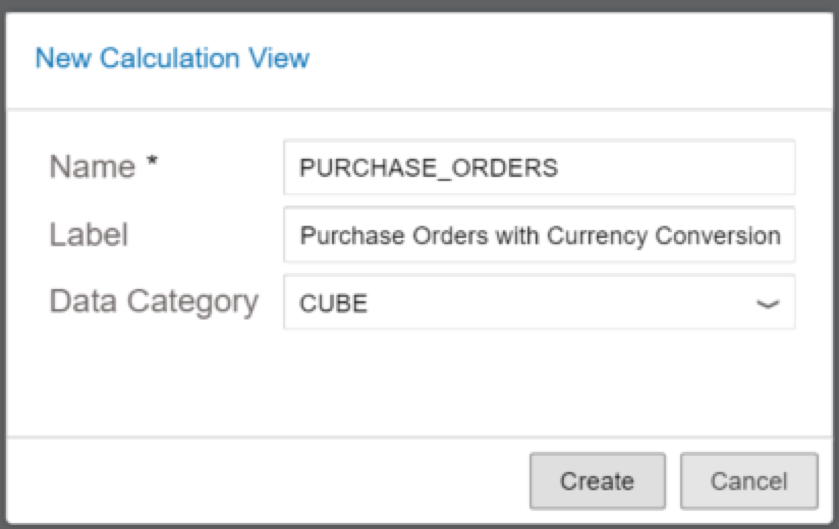 New Calculation View
Name * PURCHASE_ORDERS
Label Purchase Orders with Currency Conversion
Data Category CUBE
Create Cancel